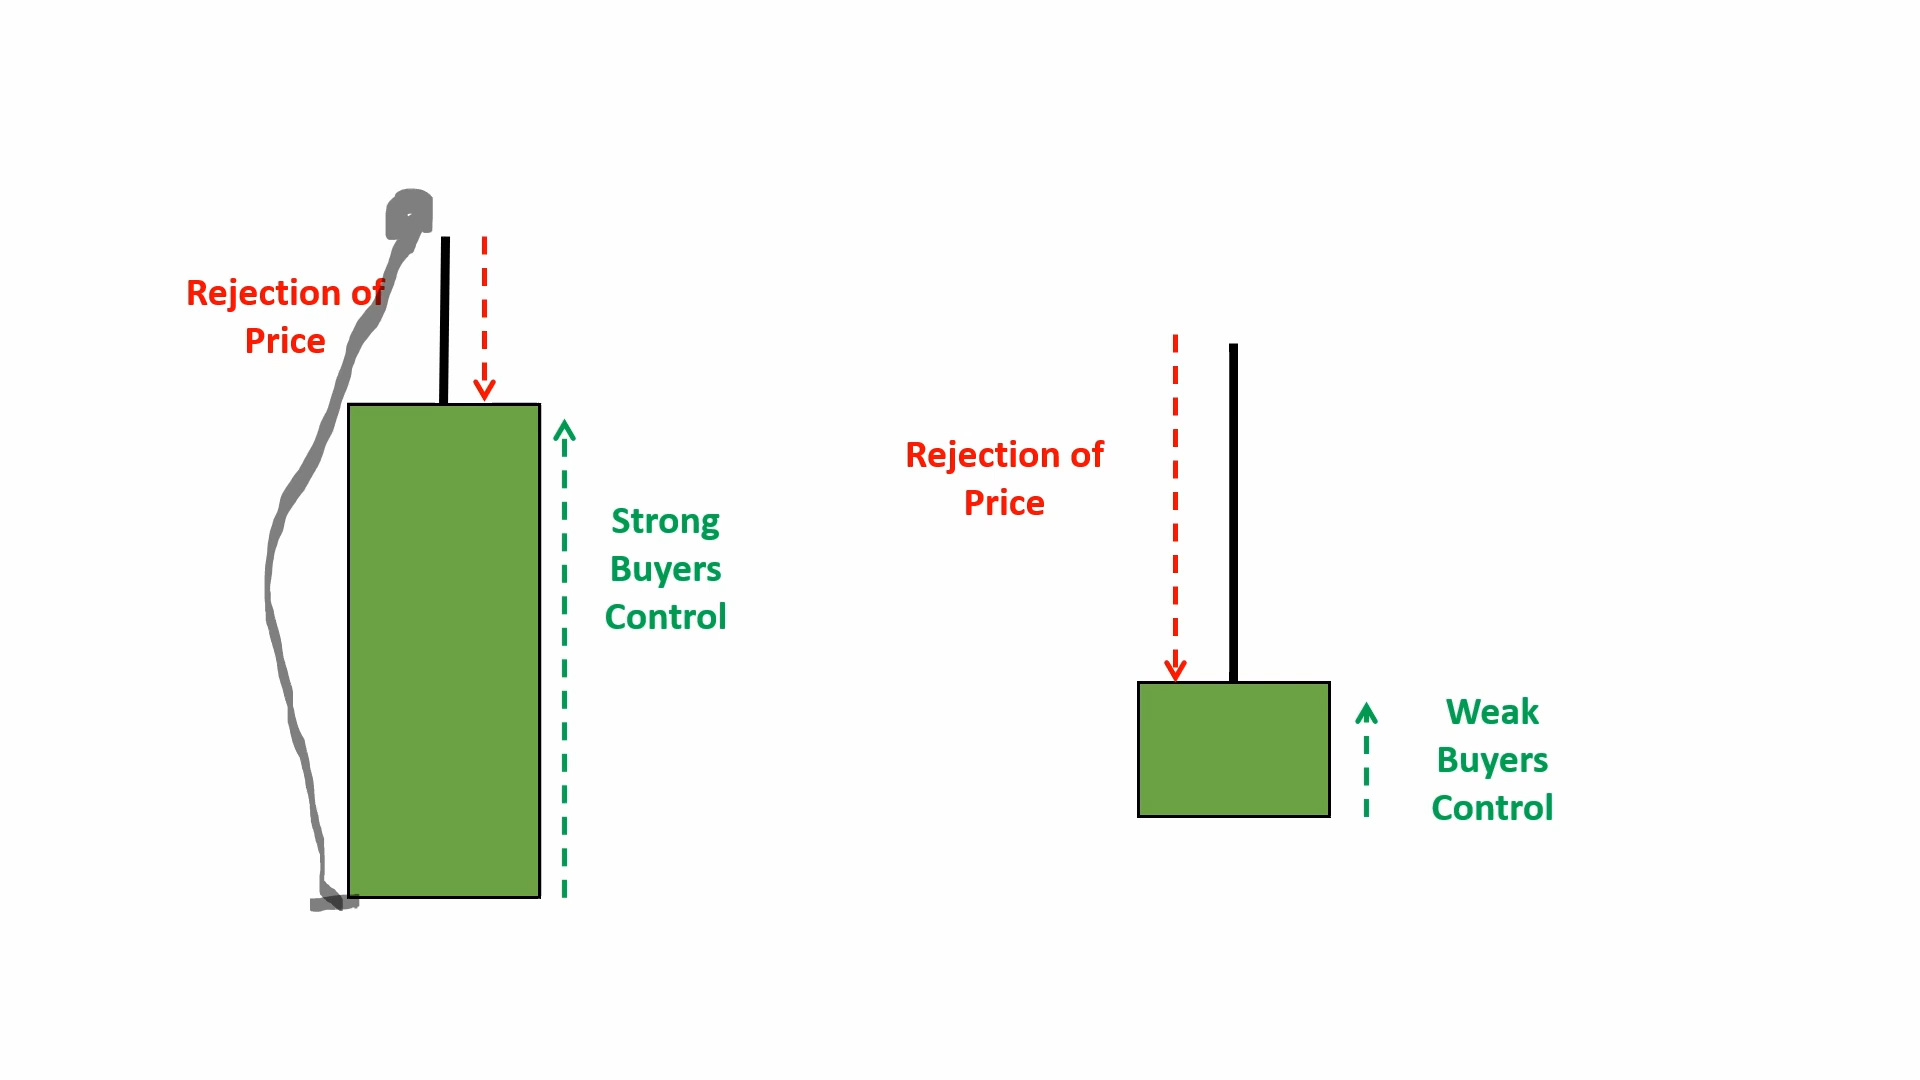 Rejection of
Price
Strong
Buyers
Control
Rejection of
Price
Weak
Buyers
Control